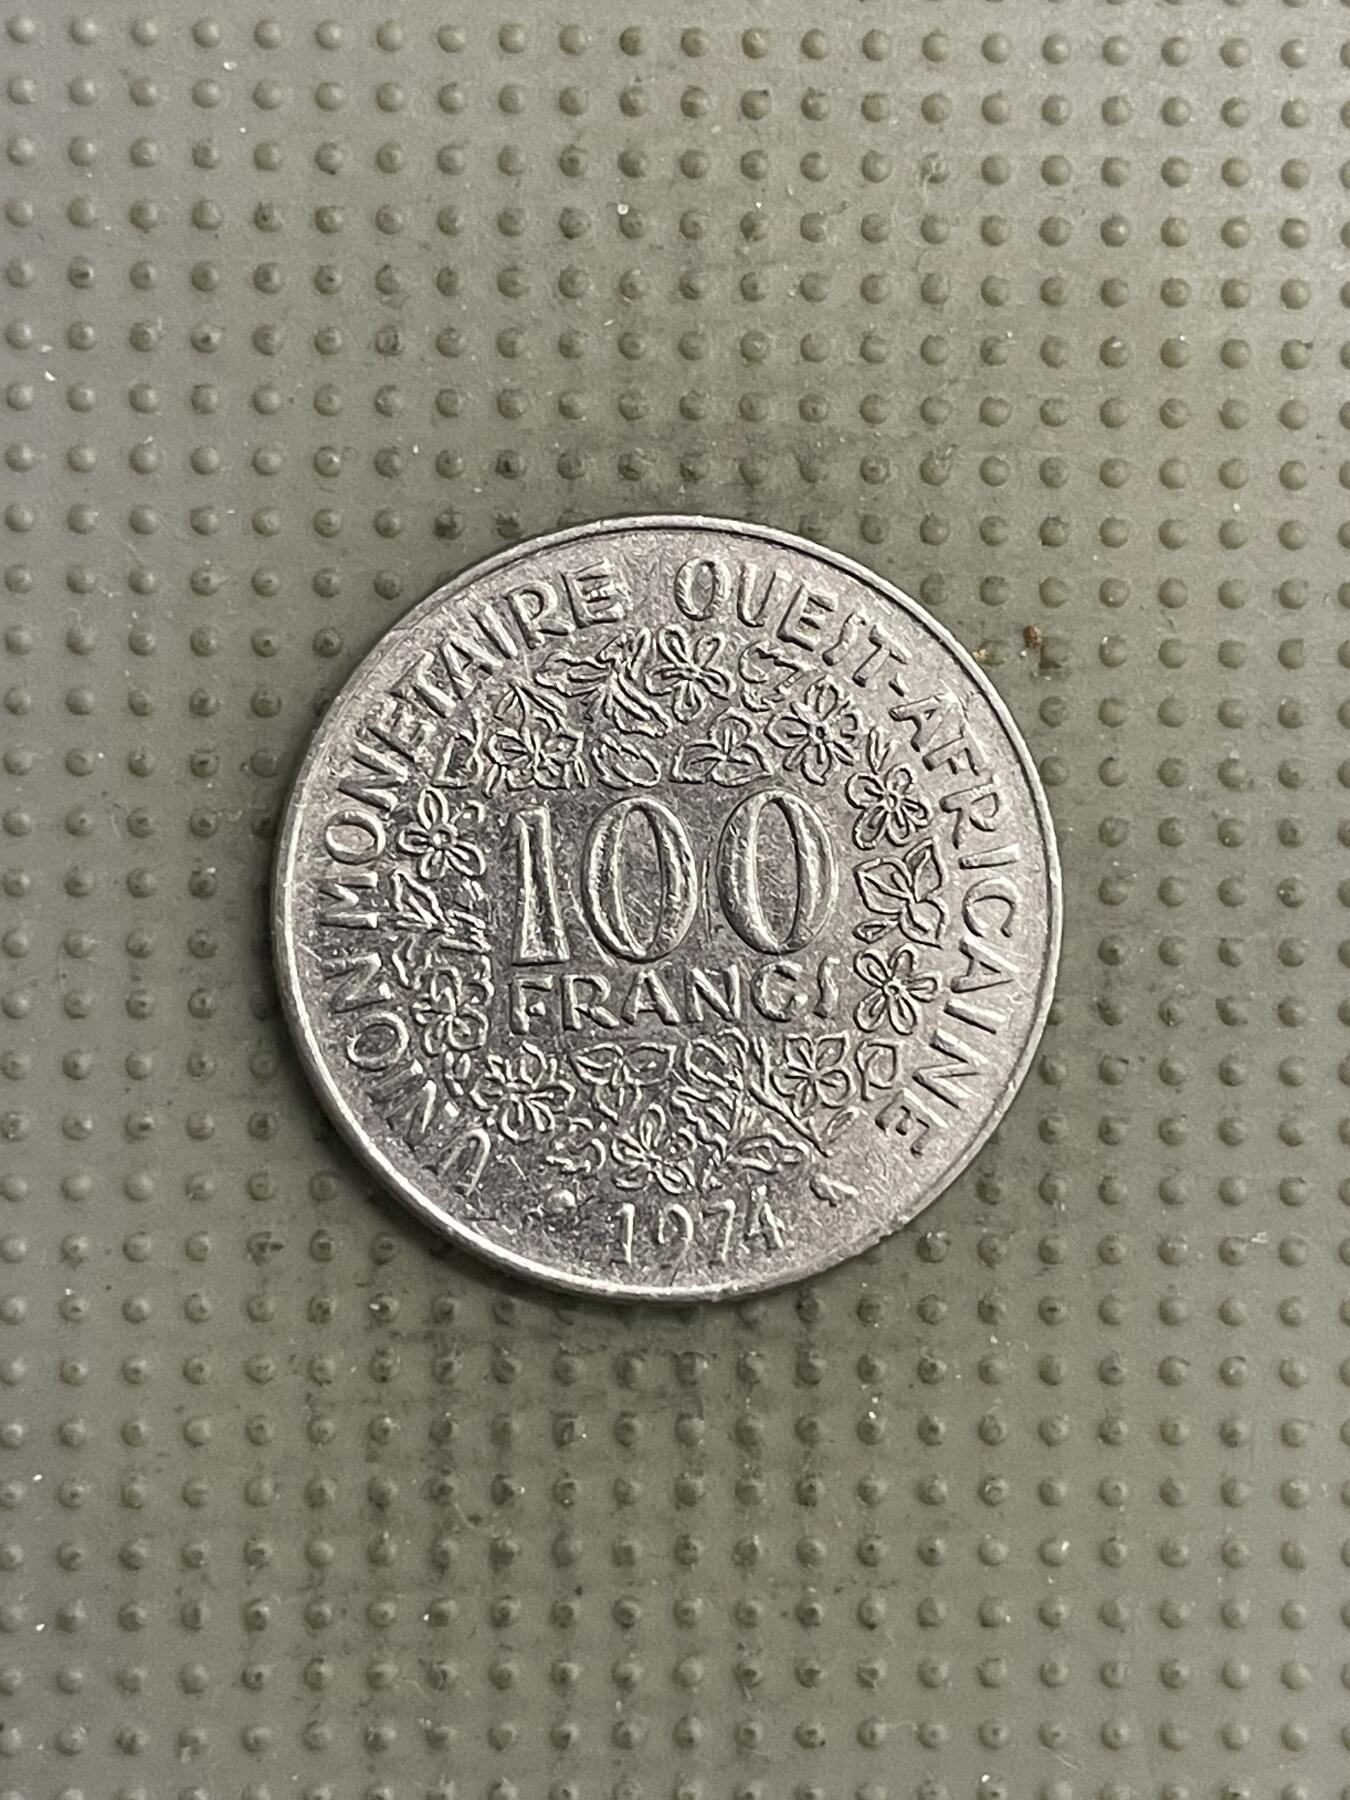 UNION MONETAIRE OUEST-AFRICAINE
100
FRANCS
1974